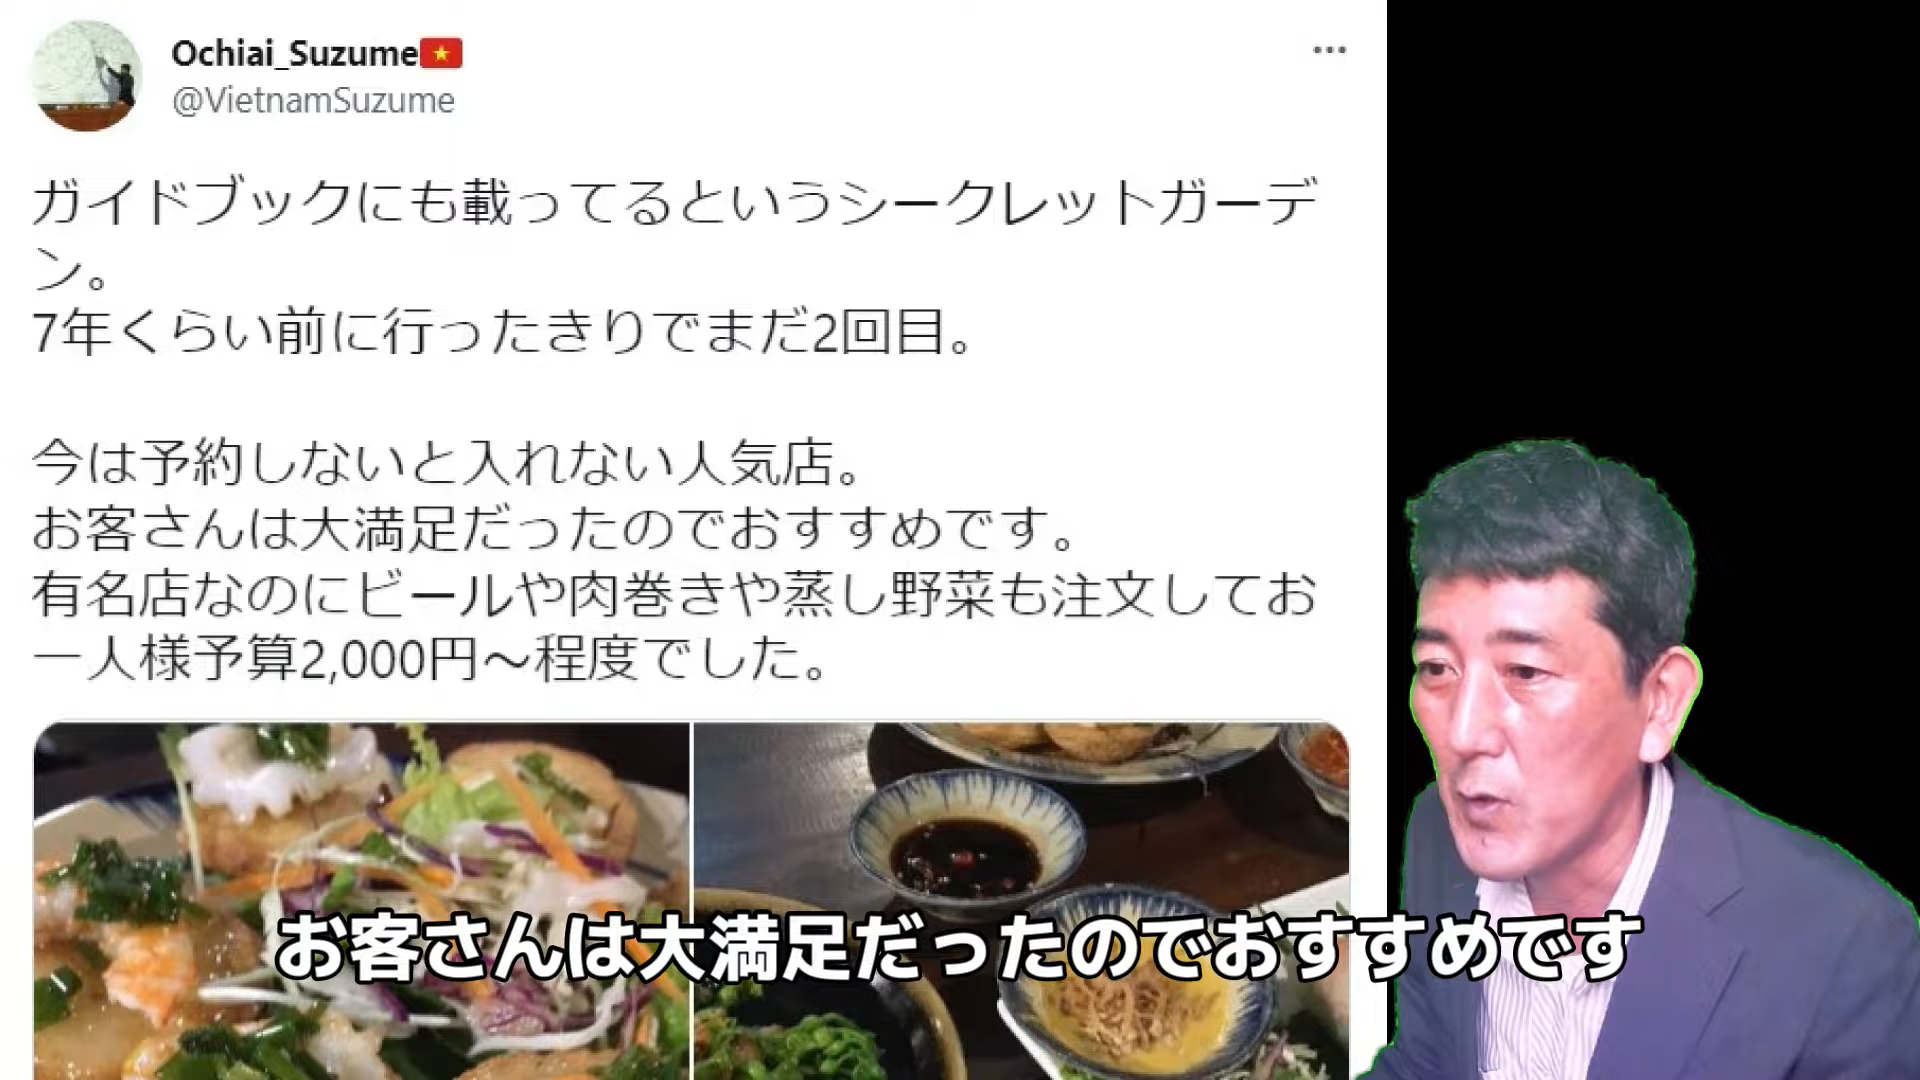 Ochiai_Suzume🇻🇳
@VietnamSuzume
ガイドブックにも載ってるというシークレットガーデ
ン。
7年くらい前に行ったきりでまだ2回目。
今は予約しないと入れない人気店。
お客さんは大満足だったのでおすすめです。
有名店なのにビールや肉巻きや蒸し野菜も注文してお
一人様予算2,000円～程度でした。
お客さんは大満足だったのでおすすめです